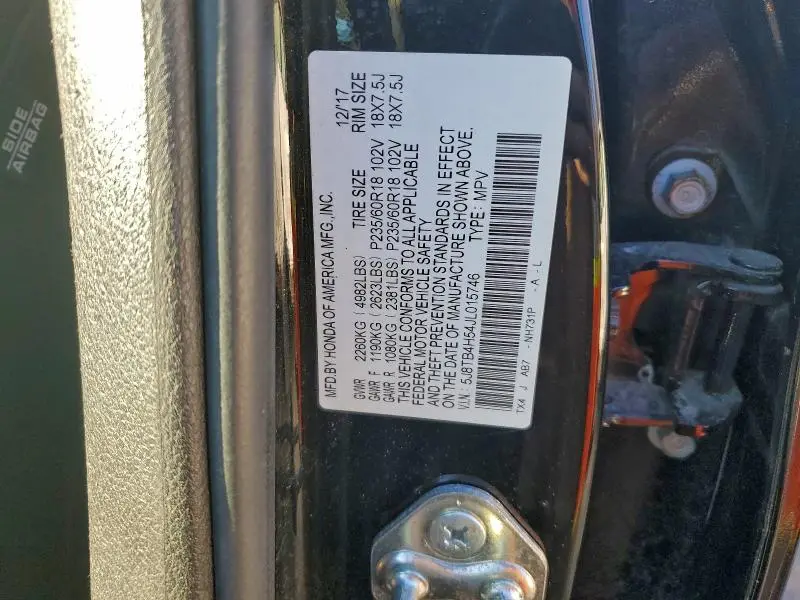 SIDE
AIRBAG
MFD.BY HONDA OF AMERICA MFG.,INC. 12/17
TIRE SIZE RIM SIZE
GVWR 2260KG (4982LBS)
GAWR F 1190KG (2623LBS) P235/60R18 102V 18X7.5J
GAWR R 1080KG (2381LBS) P235/60R18 102V 18X7.5J
THIS VEHICLE CONFORMS TO ALL APPLICABLE
FEDERAL MOTOR VEHICLE SAFETY
AND THEFT PREVENTION STANDARDS IN EFFECT
ON THE DATE OF MANUFACTURE SHOWN ABOVE.
V.I.N.: 5J8TB4H54JL015746 TYPE: MPV
TX4 J AB7 -NH731P -A -L